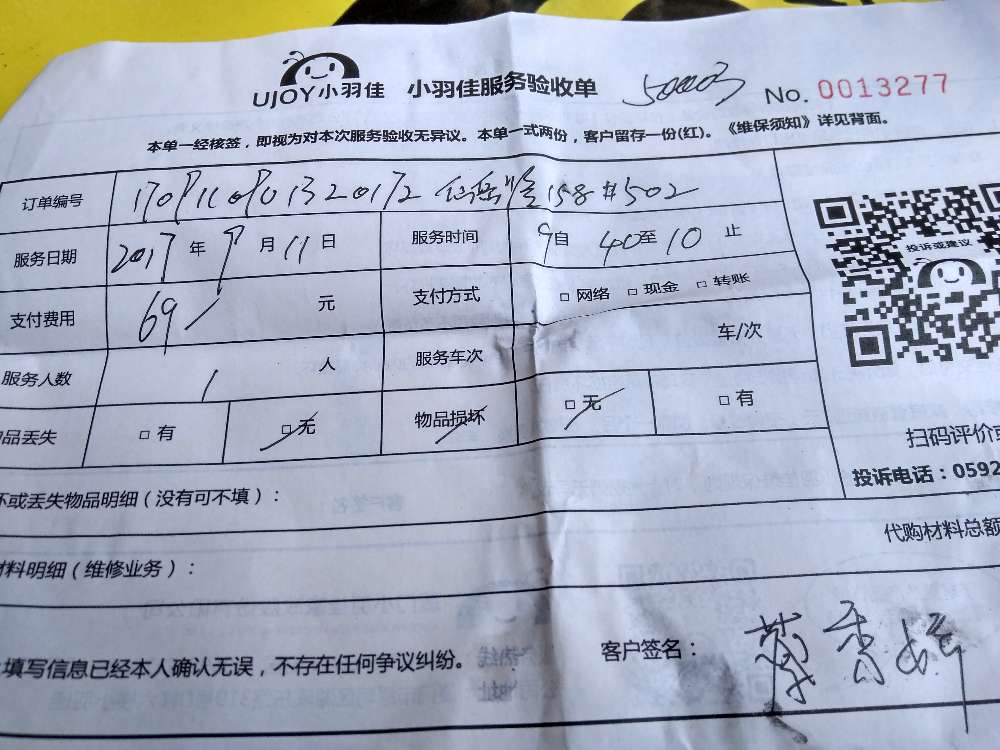 UJOY小羽佳 小羽佳服务验收单 No. 0013277
本单一经核签，即视为对本次服务验收无异议。本单一式两份，客户留存一份(红)。《维保须知》详见背面。
订单编号 158#502
服务日期 2017 年 9 月 11 日 服务时间 9 自 40 至 10 止
投诉或建议
支付费用 69 元 支付方式 □ 网络 □ 现金 □ 转账
服务人数 1 人 服务车次 车/次
品丢失 □ 有 □ 无 物品损坏 □ 无 □ 有
扫码评价
投诉电话：0592
坏或丢失物品明细（没有可不填）：
代购材料总额
材料明细（维修业务）：
填写信息已经本人确认无误，不存在任何争议纠纷。 客户签名：